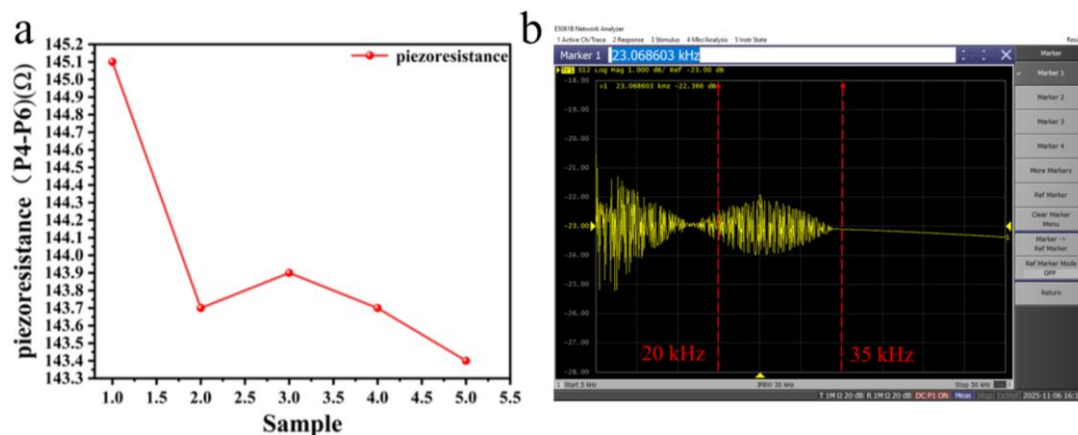 a
145.2
145.1
145.0
144.9
144.8
144.7
144.6
144.5
144.4
144.3
144.2
144.1
144.0
143.9
143.8
143.7
143.6
143.5
143.4
143.3
piezoresistance（P4-P6)(Ω)
piezoresistance
1.0 1.5 2.0 2.5 3.0 3.5 4.0 4.5 5.0 5.5
Sample
b
E5061B Network Analyzer
1 Active Ch/Trace 2 Response 3 Stimulus 4 Mkr/Analysis 5 Instr State
Marker 1 23.068603 kHz
Tr1 S12 Log Mag 1.000 dB/ Ref -23.00 dB
>1 23.068603 kHz -22.366 dB
-18.00
-19.00
-20.00
-21.00
-22.00
-23.00
-24.00
-25.00
-26.00
-27.00
-28.00
20 kHz
35 kHz
1 Start 5 kHz IFBW 30 kHz Stop 50 kHz
T 1M Ω 20 dB R 1M Ω 20 dB DC P1 ON Meas Stop ExtRef 2025-11-06 16:1
Marker
Marker 1
Marker 2
Marker 3
Marker 4
More Markers
Ref Marker
Clear Marker
Menu
Marker ->
Ref Marker
Ref Marker Mode
OFF
Return